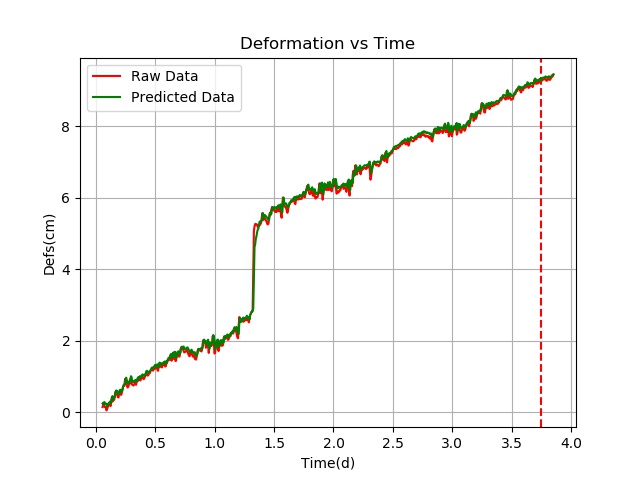 Deformation vs Time
Raw Data
Predicted Data
Defs(cm)
8
6
4
2
0
0.0 0.5 1.0 1.5 2.0 2.5 3.0 3.5 4.0
Time(d)